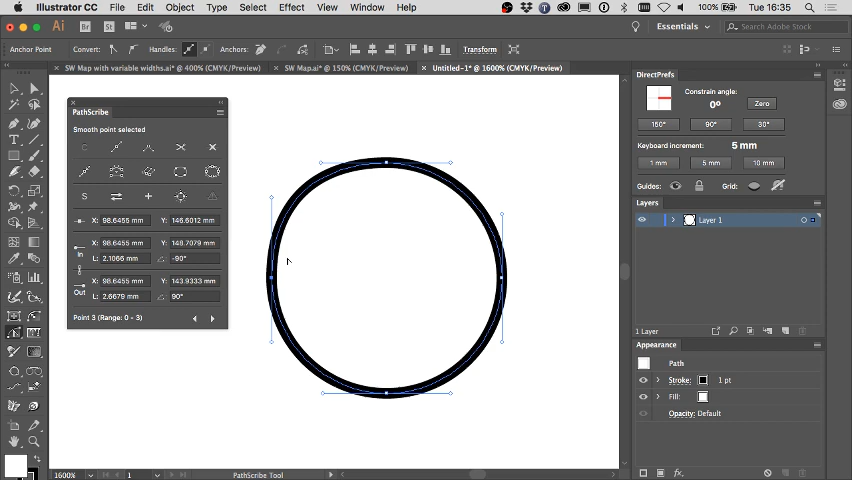 Illustrator CC File Edit Object Type Select Effect View Window Help 100% Tue 16:35
Ai Br St Essentials Search Adobe Stock
Anchor Point Convert: Handles: Anchors: Transform
SW Map with variable widths.ai* @ 400% (CMYK/Preview) SW Map.ai* @ 150% (CMYK/Preview) Untitled-1* @ 1600% (CMYK/Preview)
PathScribe
Smooth point selected
C
S
X: 98.6455 mm Y: 146.6012 mm
X: 98.6455 mm Y: 148.7079 mm
In
L: 2.1066 mm -90°
X: 98.6455 mm Y: 143.9333 mm
Out
L: 2.6679 mm 90°
Point 3 (Range: 0 - 3)
DirectPrefs
Constrain angle:
0° Zero
150° 90° 30°
Keyboard increment: 5 mm
1 mm 5 mm 10 mm
Guides: Grid:
Layers
Layer 1
1 Layer
Appearance
Path
Stroke: 1 pt
Fill:
Opacity: Default
fx
1600% 1 PathScribe Tool